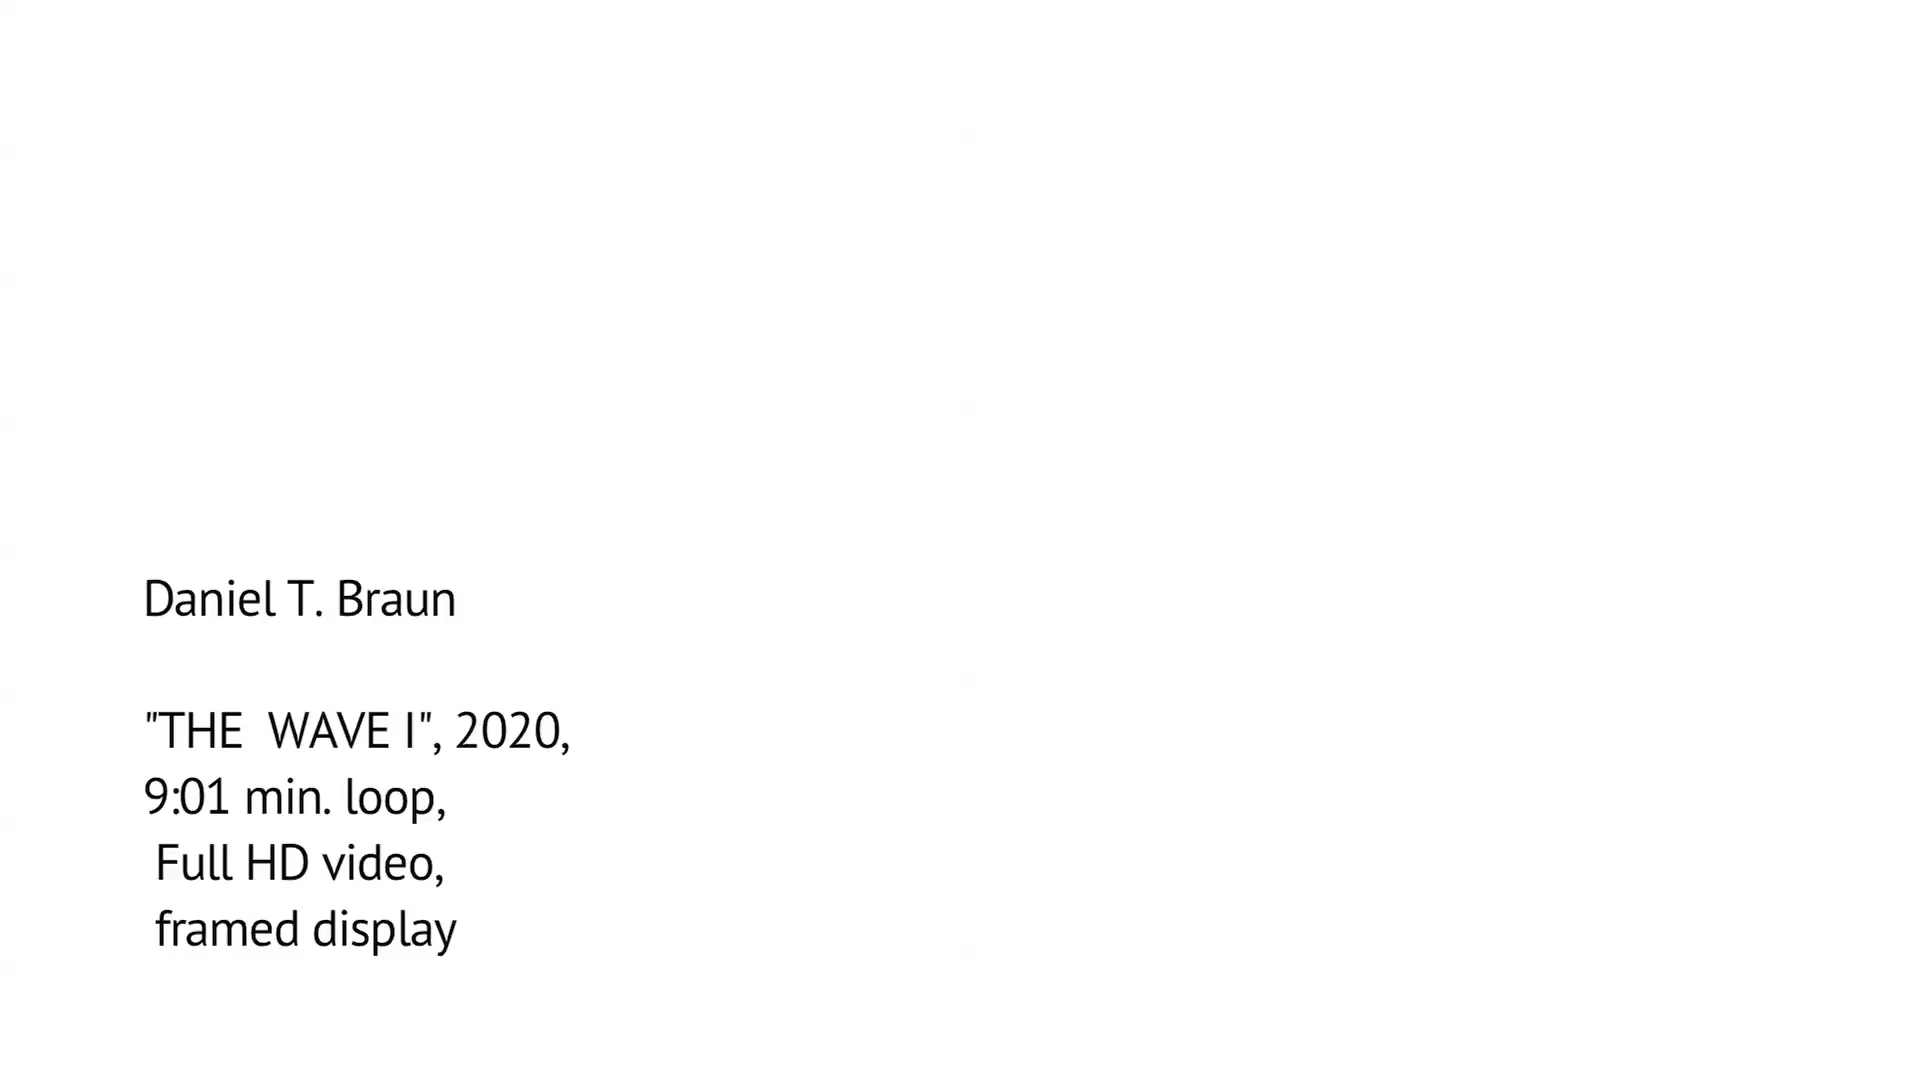 Daniel T. Braun
"THE  WAVE I", 2020,
9:01 min. loop,
Full HD video,
framed display